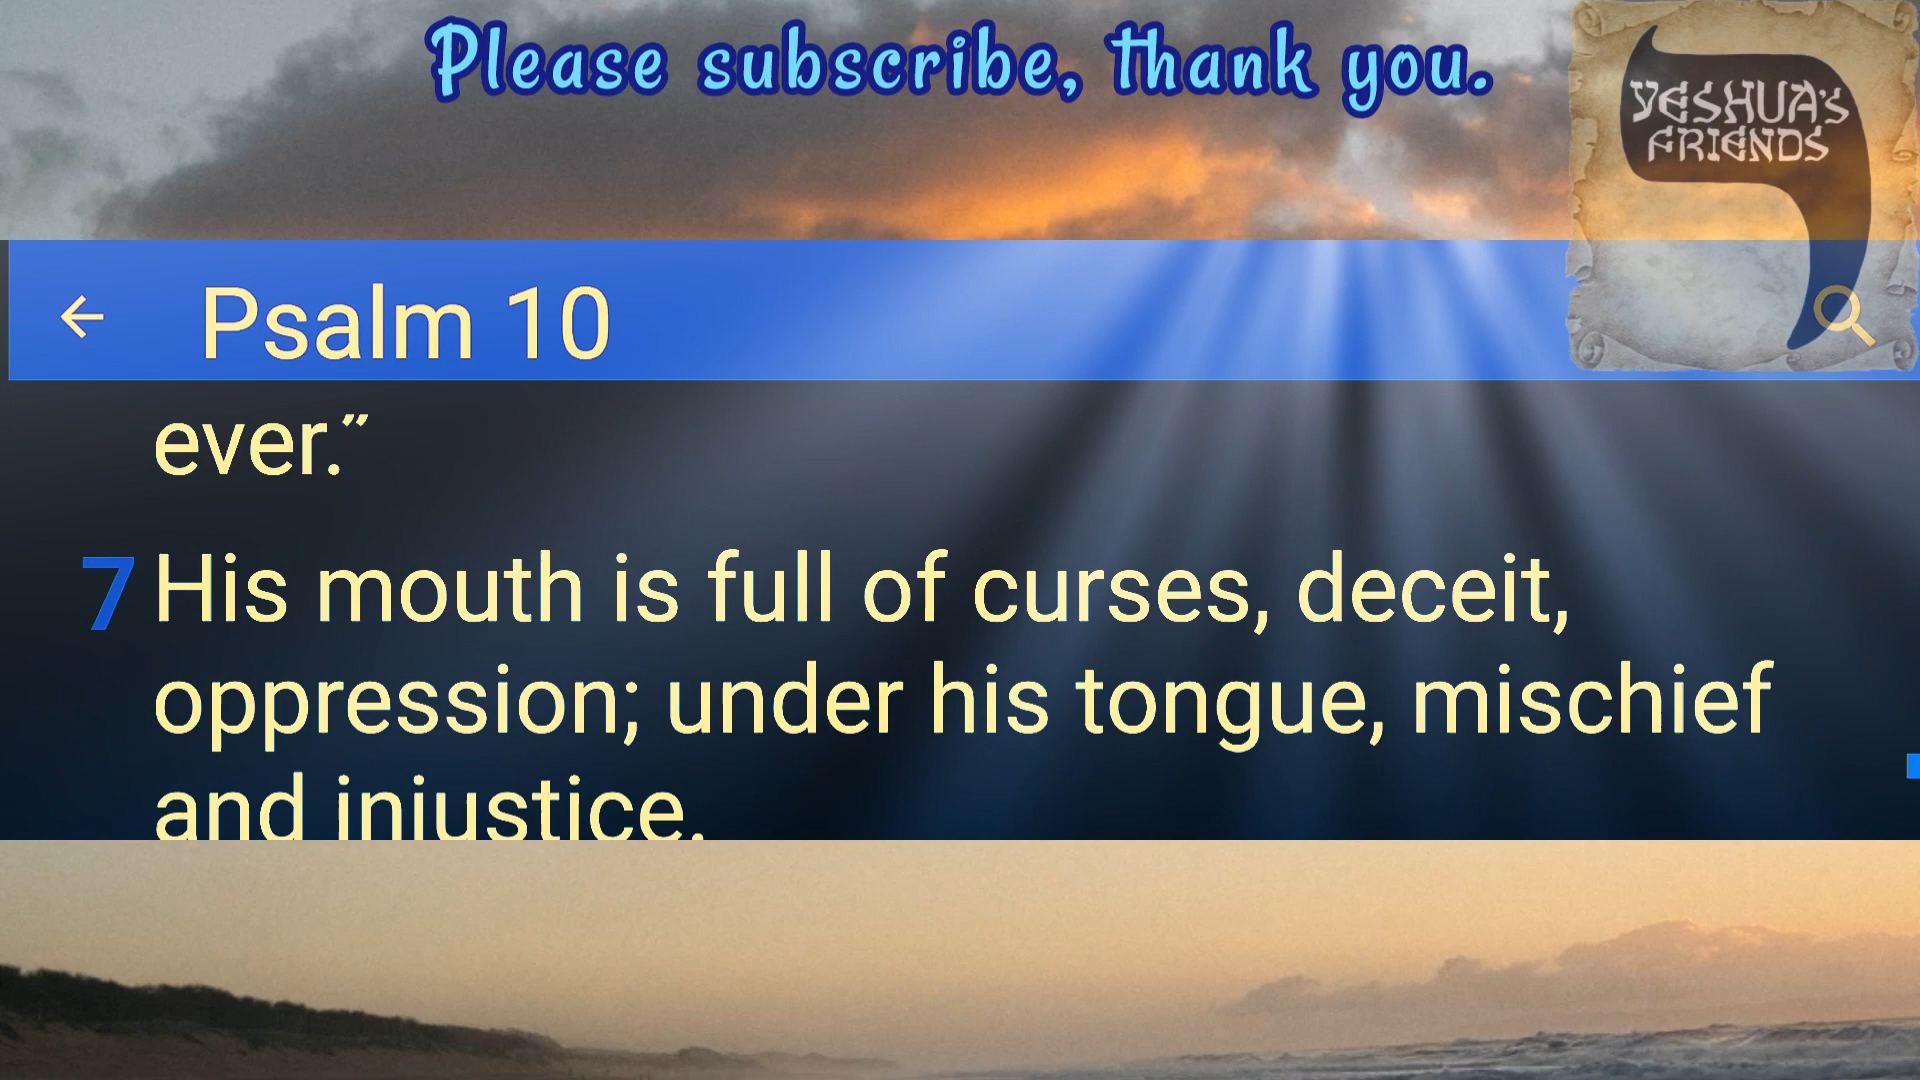 Please subscribe, thank you.
YESHUA'S
FRIENDS
Psalm 10
ever.”
7 His mouth is full of curses, deceit,
oppression; under his tongue, mischief
and injustice.